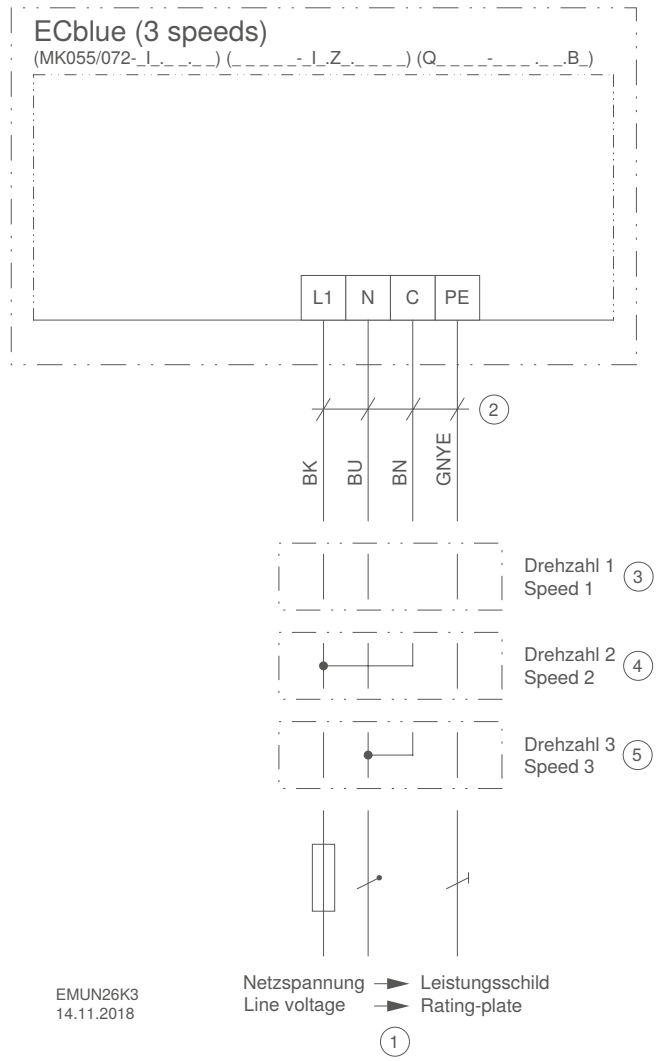 ECblue (3 speeds)
(MK055/072-_I_._ _._ _) (_ _ _ _ _-_I_.Z_._ _ _ _) (Q_ _ _ _-_ _ _ ._ _.B_)
L1 N C PE
2
BK BU BN GNYE
Drehzahl 1
Speed 1
3
Drehzahl 2
Speed 2
4
Drehzahl 3
Speed 3
5
Netzspannung Leistungsschild
Line voltage Rating-plate
1
EMUN26K3
14.11.2018